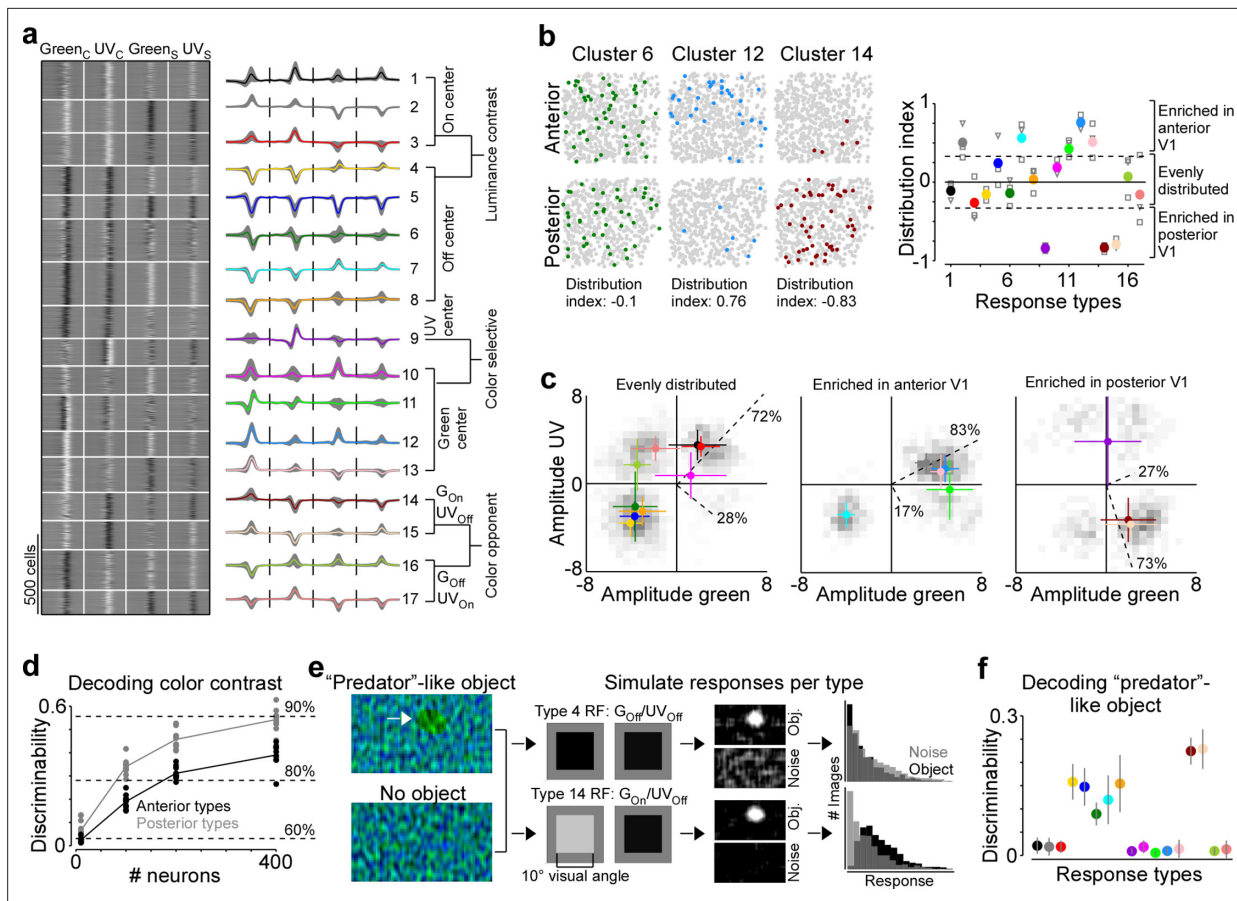 a
Green_C UV_C Green_S UV_S
500 cells
1
2
3
4
5
6
7
8
9
10
11
12
13
14
15
16
17
On center
Off center
UV center
Green center
G_On UV_Off
G_Off UV_On
Luminance contrast
Color selective
Color opponent
b
Cluster 6 Cluster 12 Cluster 14
Anterior
Posterior
Distribution index: -0.1
Distribution index: 0.76
Distribution index: -0.83
Distribution index
1
0
-1
1 6 11 16
Response types
Enriched in anterior V1
Evenly distributed
Enriched in posterior V1
c
Evenly distributed
Enriched in anterior V1
Enriched in posterior V1
Amplitude UV
8
0
-8
72%
28%
83%
17%
27%
73%
-8 8
Amplitude green
-8 8
Amplitude green
-8 8
Amplitude green
d
Decoding color contrast
Discriminability
0.6
0
90%
80%
60%
Anterior types
Posterior types
0 400
# neurons
e
“Predator”-like object
No object
Simulate responses per type
Type 4 RF: G_Off/UV_Off
Type 14 RF: G_On/UV_Off
10° visual angle
Obj.
Noise
Obj.
Noise
# Images
Noise
Object
Response
f
Decoding “predator”-
like object
Discriminability
0.3
0
Response types